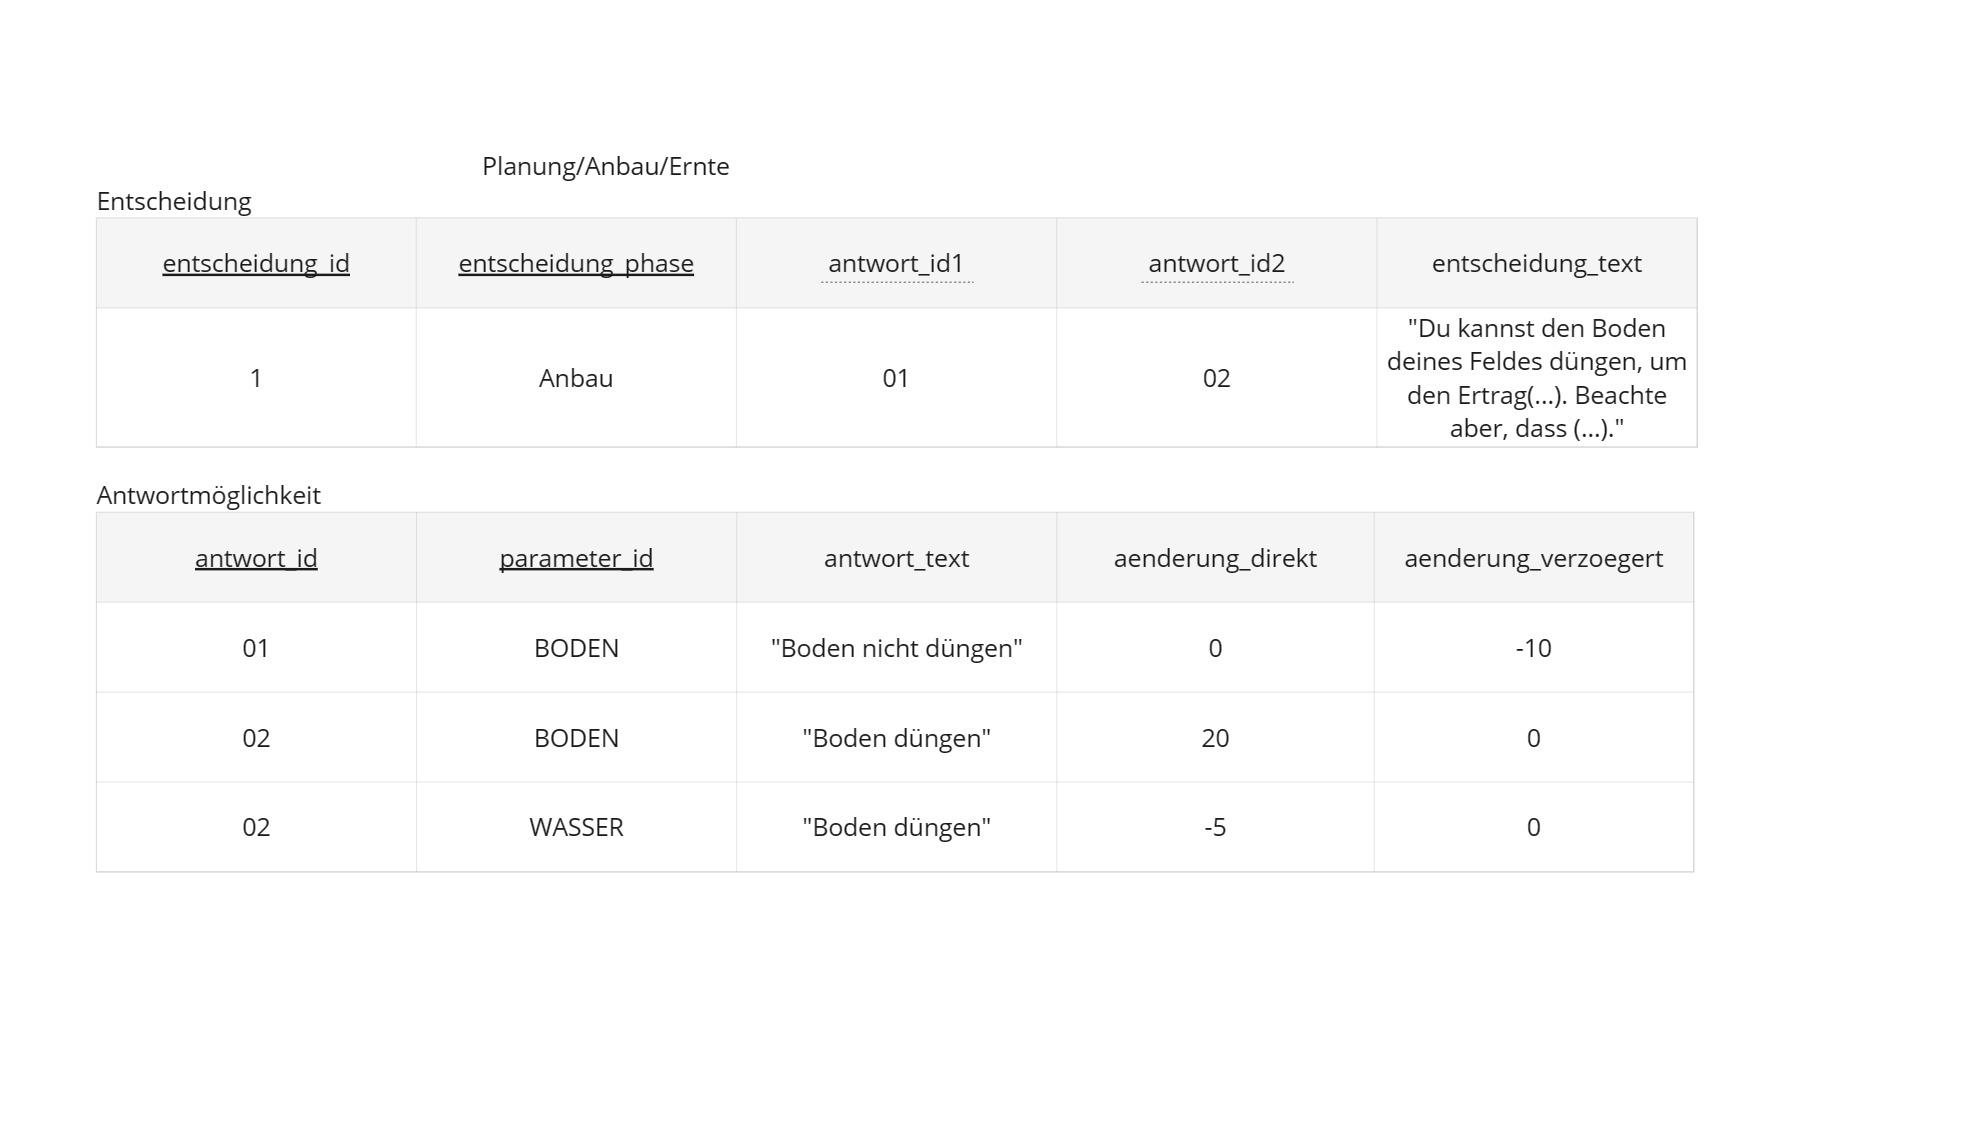 Planung/Anbau/Ernte
Entscheidung
entscheidung_id entscheidung_phase antwort_id1 antwort_id2 entscheidung_text
1 Anbau 01 02 "Du kannst den Boden
deines Feldes düngen, um
den Ertrag(...). Beachte
aber, dass (...)."
Antwortmöglichkeit
antwort_id parameter_id antwort_text aenderung_direkt aenderung_verzoegert
01 BODEN "Boden nicht düngen" 0 -10
02 BODEN "Boden düngen" 20 0
02 WASSER "Boden düngen" -5 0